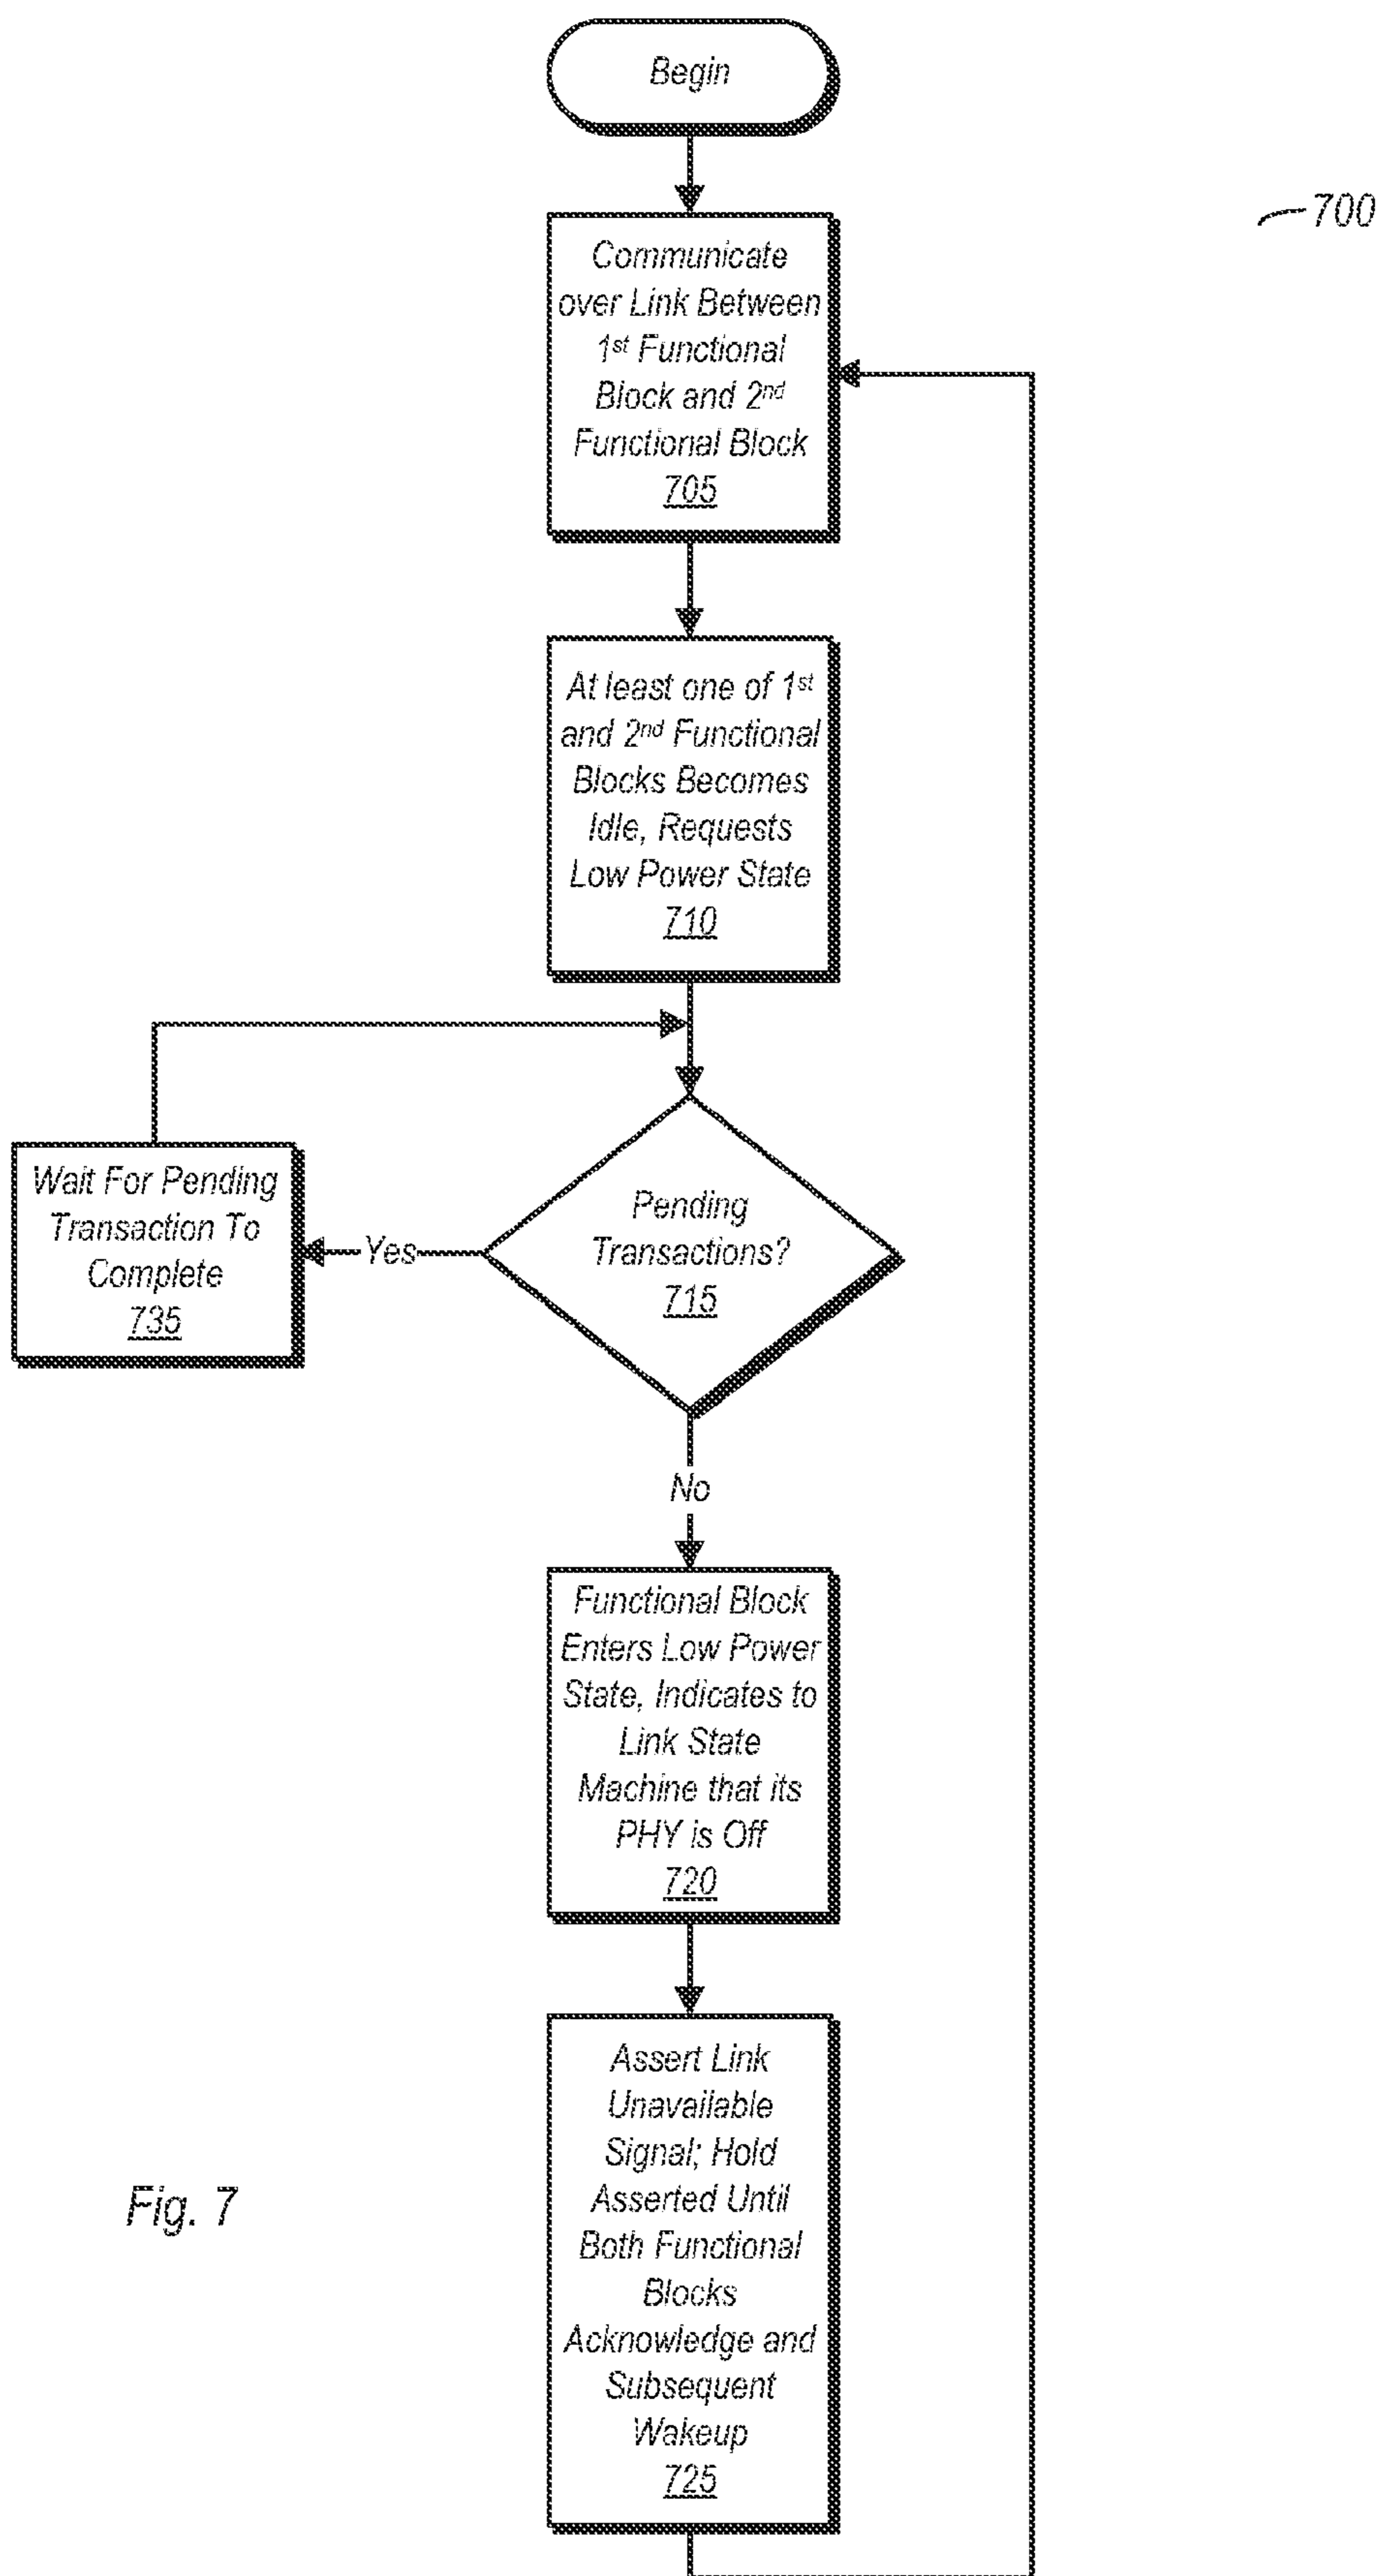 Begin
700
Communicate
over Link Between
1st Functional
Block and 2nd
Functional Block
705
At least one of 1st
and 2nd Functional
Blocks Becomes
Idle, Requests
Low Power State
710
Wait For Pending
Transaction To
Complete
735
Yes
Pending
Transactions?
715
No
Functional Block
Enters Low Power
State, Indicates to
Link State
Machine that its
PHY is Off
720
Assert Link
Unavailable
Signal; Hold
Asserted Until
Both Functional
Blocks
Acknowledge and
Subsequent
Wakeup
725
Fig. 7